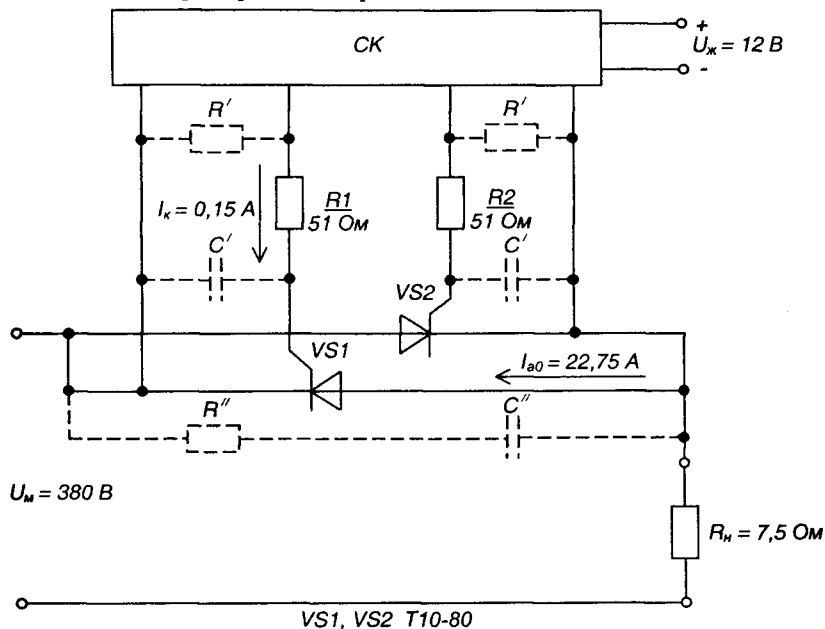 СК
+
Uж = 12 В
-
R′
R′
Iк = 0,15 А
R1
51 Ом
R2
51 Ом
C′
C′
VS2
VS1
Iа0 = 22,75 А
R″
C″
Uм = 380 В
Rн = 7,5 Ом
VS1, VS2 Т10-80